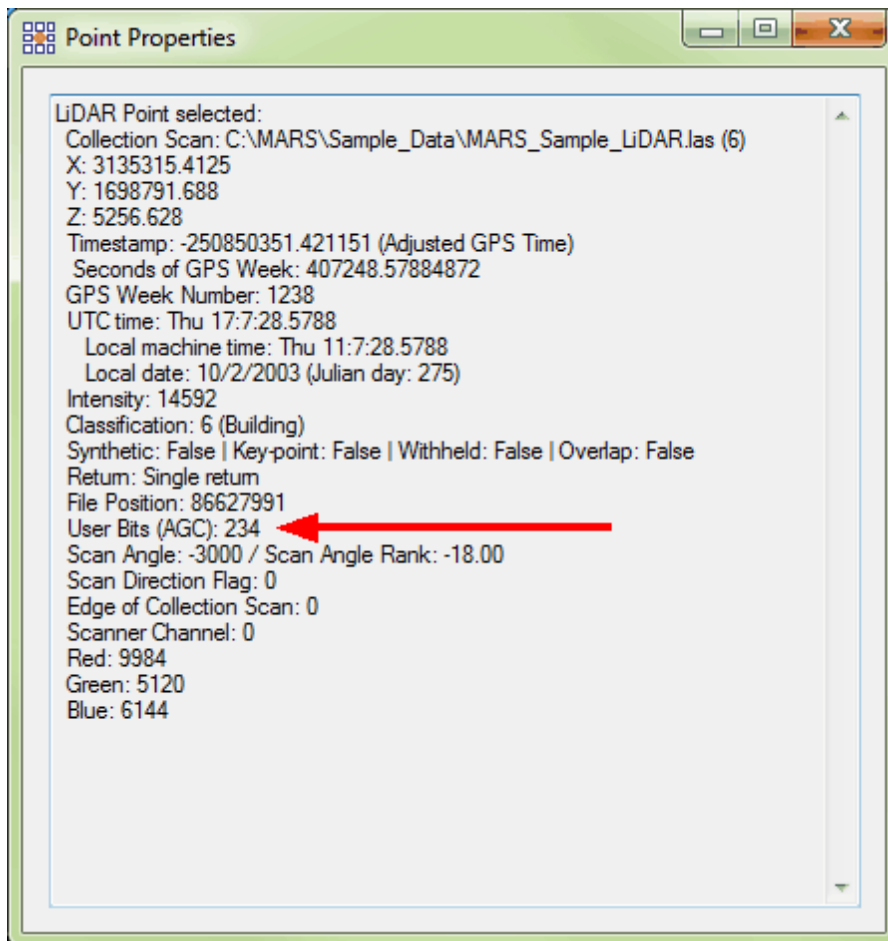 Point Properties
LiDAR Point selected:
Collection Scan: C:\MARS\Sample_Data\MARS_Sample_LiDAR.las (6)
X: 3135315.4125
Y: 1698791.688
Z: 5256.628
Timestamp: -250850351.421151 (Adjusted GPS Time)
Seconds of GPS Week: 407248.57884872
GPS Week Number: 1238
UTC time: Thu 17:7:28.5788
Local machine time: Thu 11:7:28.5788
Local date: 10/2/2003 (Julian day: 275)
Intensity: 14592
Classification: 6 (Building)
Synthetic: False | Key-point: False | Withheld: False | Overlap: False
Return: Single return
File Position: 86627991
User Bits (AGC): 234
Scan Angle: -3000 / Scan Angle Rank: -18.00
Scan Direction Flag: 0
Edge of Collection Scan: 0
Scanner Channel: 0
Red: 9984
Green: 5120
Blue: 6144